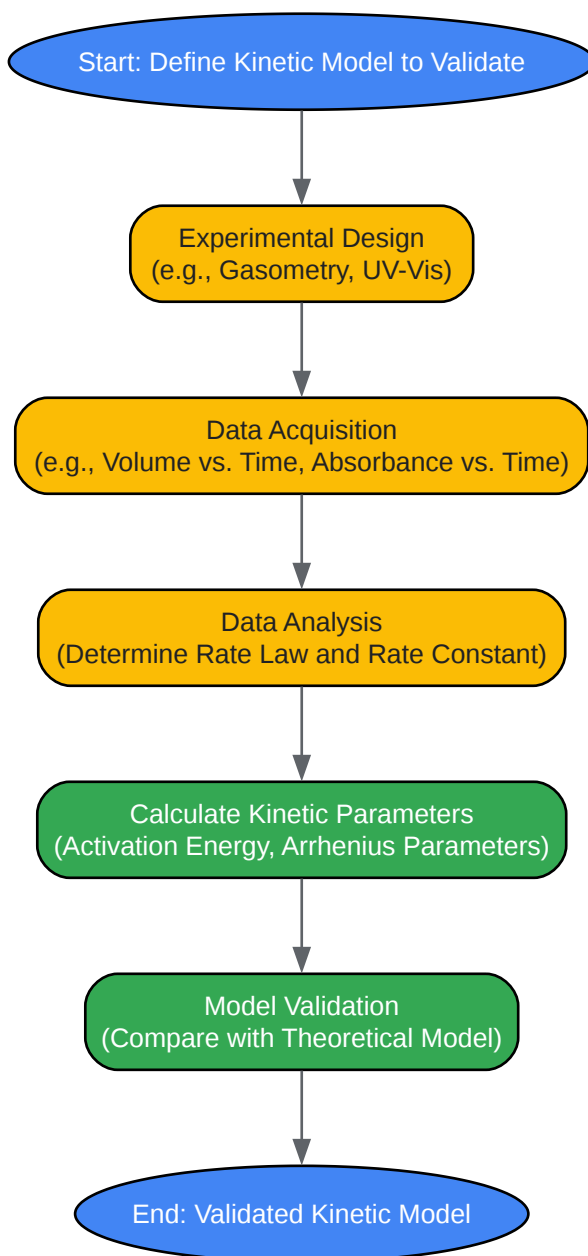 Start: Define Kinetic Model to Validate
Experimental Design
(e.g., Gasometry, UV-Vis)
Data Acquisition
(e.g., Volume vs. Time, Absorbance vs. Time)
Data Analysis
(Determine Rate Law and Rate Constant)
Calculate Kinetic Parameters
(Activation Energy, Arrhenius Parameters)
Model Validation
(Compare with Theoretical Model)
End: Validated Kinetic Model